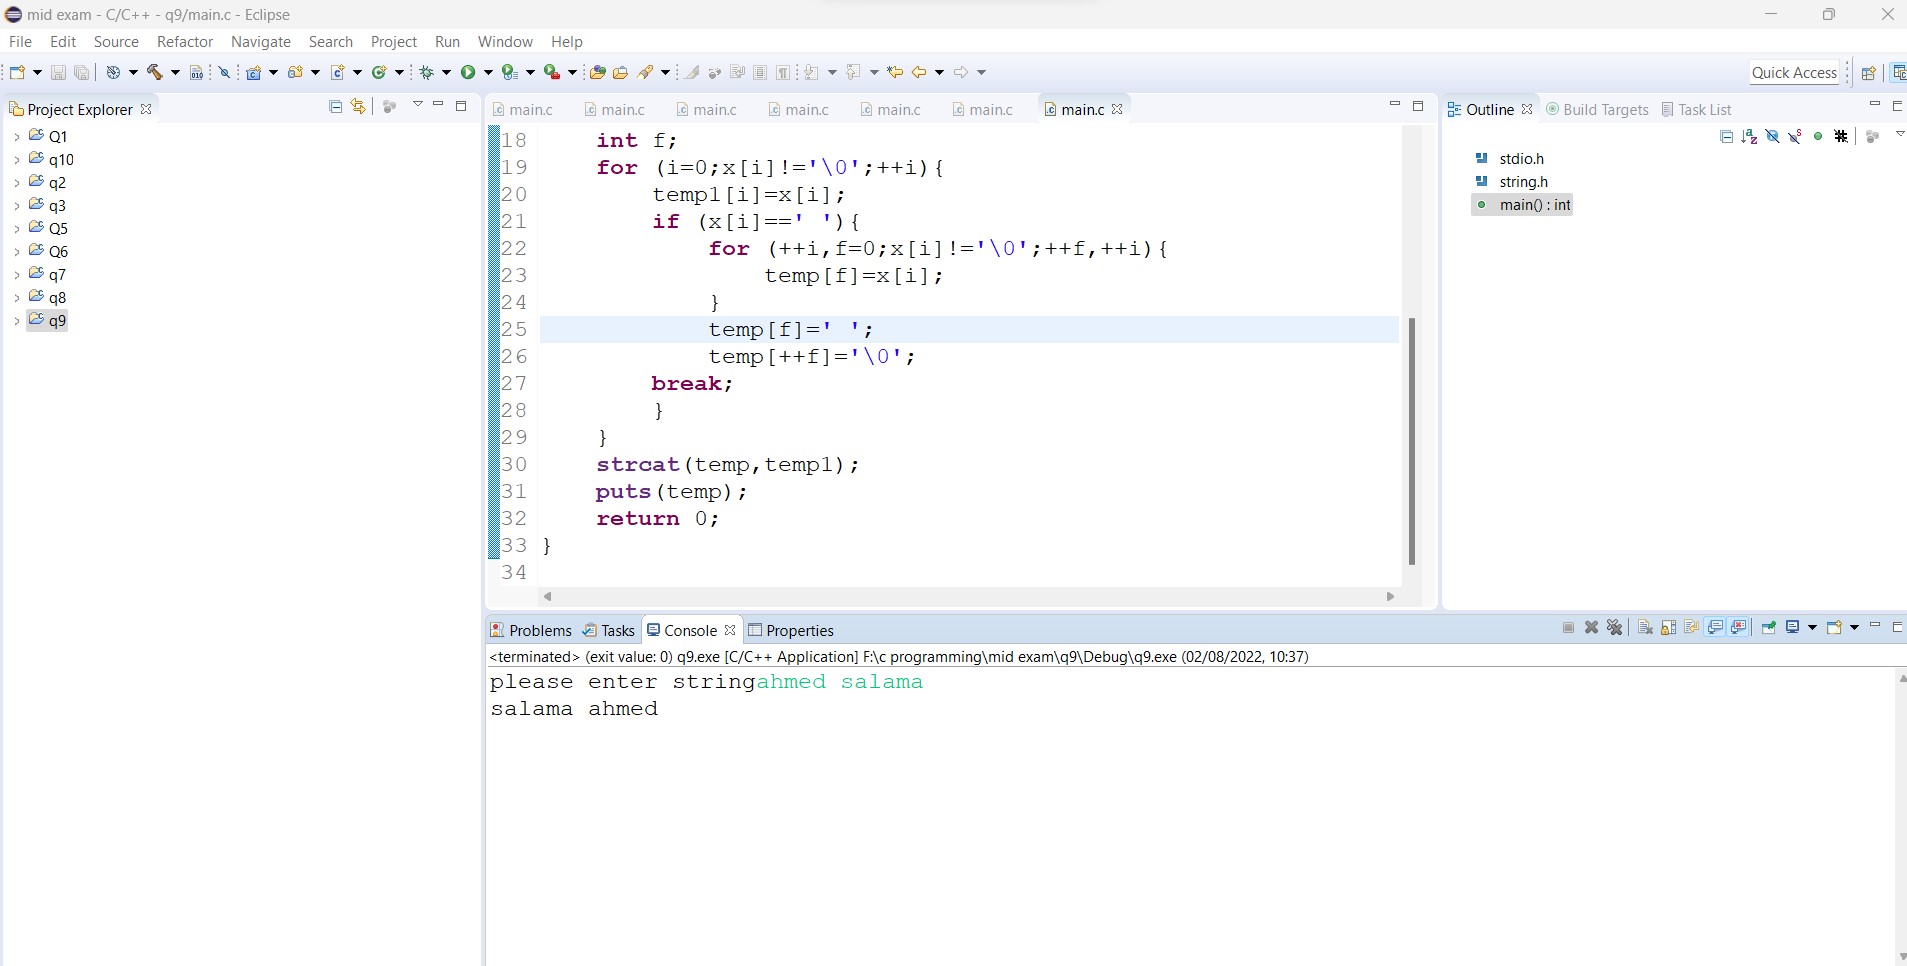 mid exam - C/C++ - q9/main.c - Eclipse
File Edit Source Refactor Navigate Search Project Run Window Help
Quick Access
Project Explorer
Q1
q10
q2
q3
Q5
Q6
q7
q8
q9
main.c main.c main.c main.c main.c main.c main.c
18 int f;
19 for (i=0;x[i]!='\0';++i){
20 temp1[i]=x[i];
21 if (x[i]==' '){
22 for (++i,f=0;x[i]!='\0';++f,++i){
23 temp[f]=x[i];
24 }
25 temp[f]=' ';
26 temp[++f]='\0';
27 break;
28 }
29 }
30 strcat(temp,temp1);
31 puts(temp);
32 return 0;
33 }
34
Outline Build Targets Task List
stdio.h
string.h
main() : int
Problems Tasks Console Properties
<terminated> (exit value: 0) q9.exe [C/C++ Application] F:\c programming\mid exam\q9\Debug\q9.exe (02/08/2022, 10:37)
please enter stringahmed salama
salama ahmed